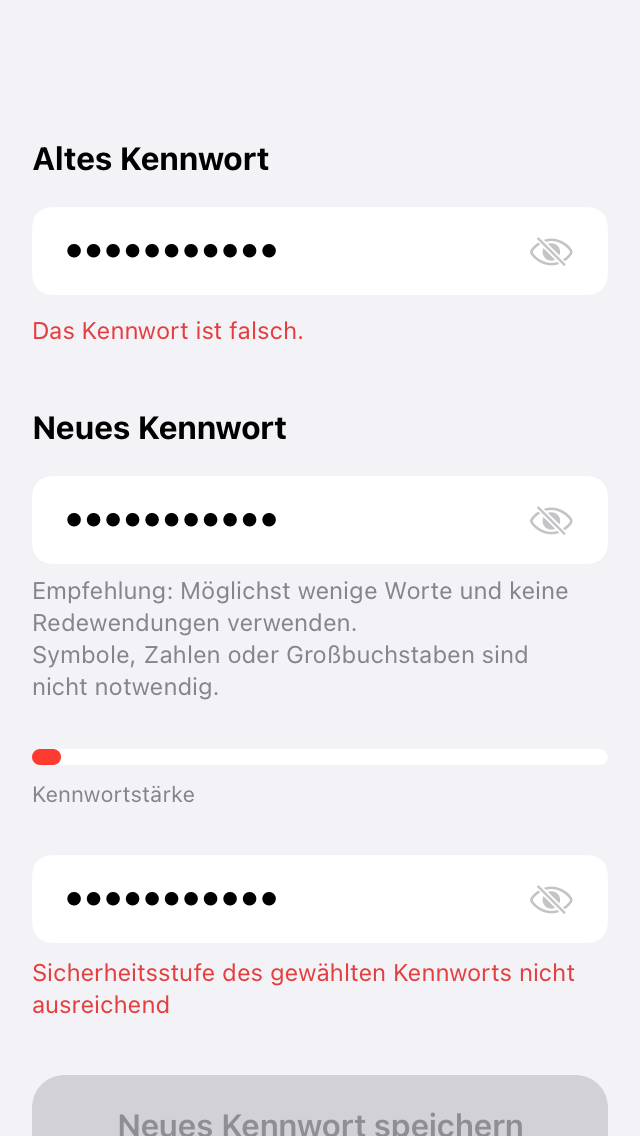 Altes Kennwort
•••••••••••
Das Kennwort ist falsch.
Neues Kennwort
•••••••••••
Empfehlung: Möglichst wenige Worte und keine
Redewendungen verwenden.
Symbole, Zahlen oder Großbuchstaben sind
nicht notwendig.
Kennwortstärke
•••••••••••
Sicherheitsstufe des gewählten Kennworts nicht
ausreichend
Neues Kennwort speichern